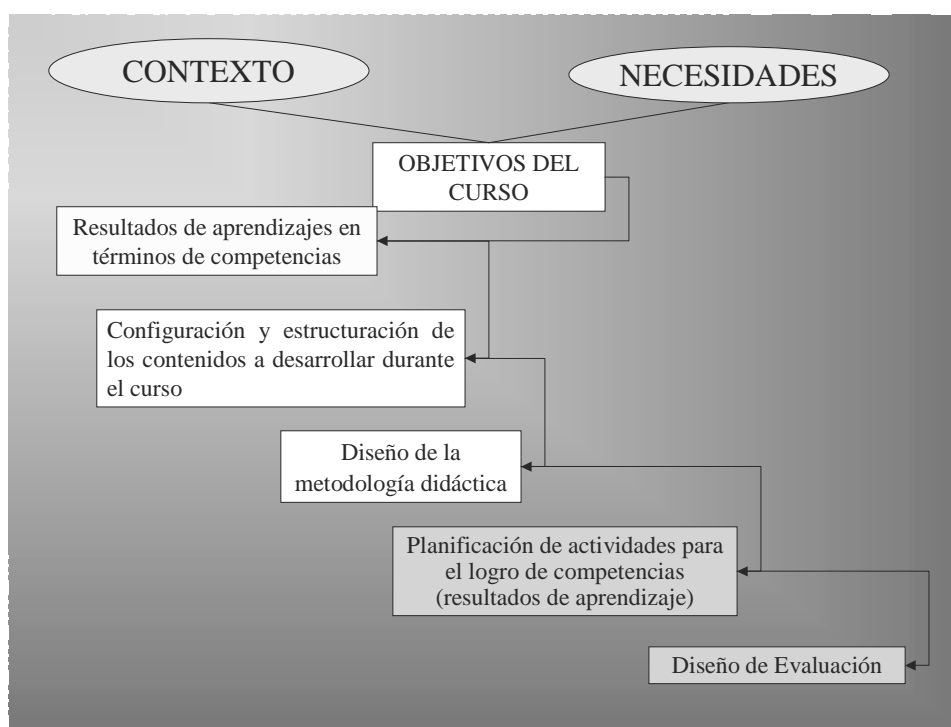 CONTEXTO
NECESIDADES
OBJETIVOS DEL
CURSO
Resultados de aprendizajes en
términos de competencias
Configuración y estructuración de
los contenidos a desarrollar durante
el curso
Diseño de la
metodología didáctica
Planificación de actividades para
el logro de competencias
(resultados de aprendizaje)
Diseño de Evaluación